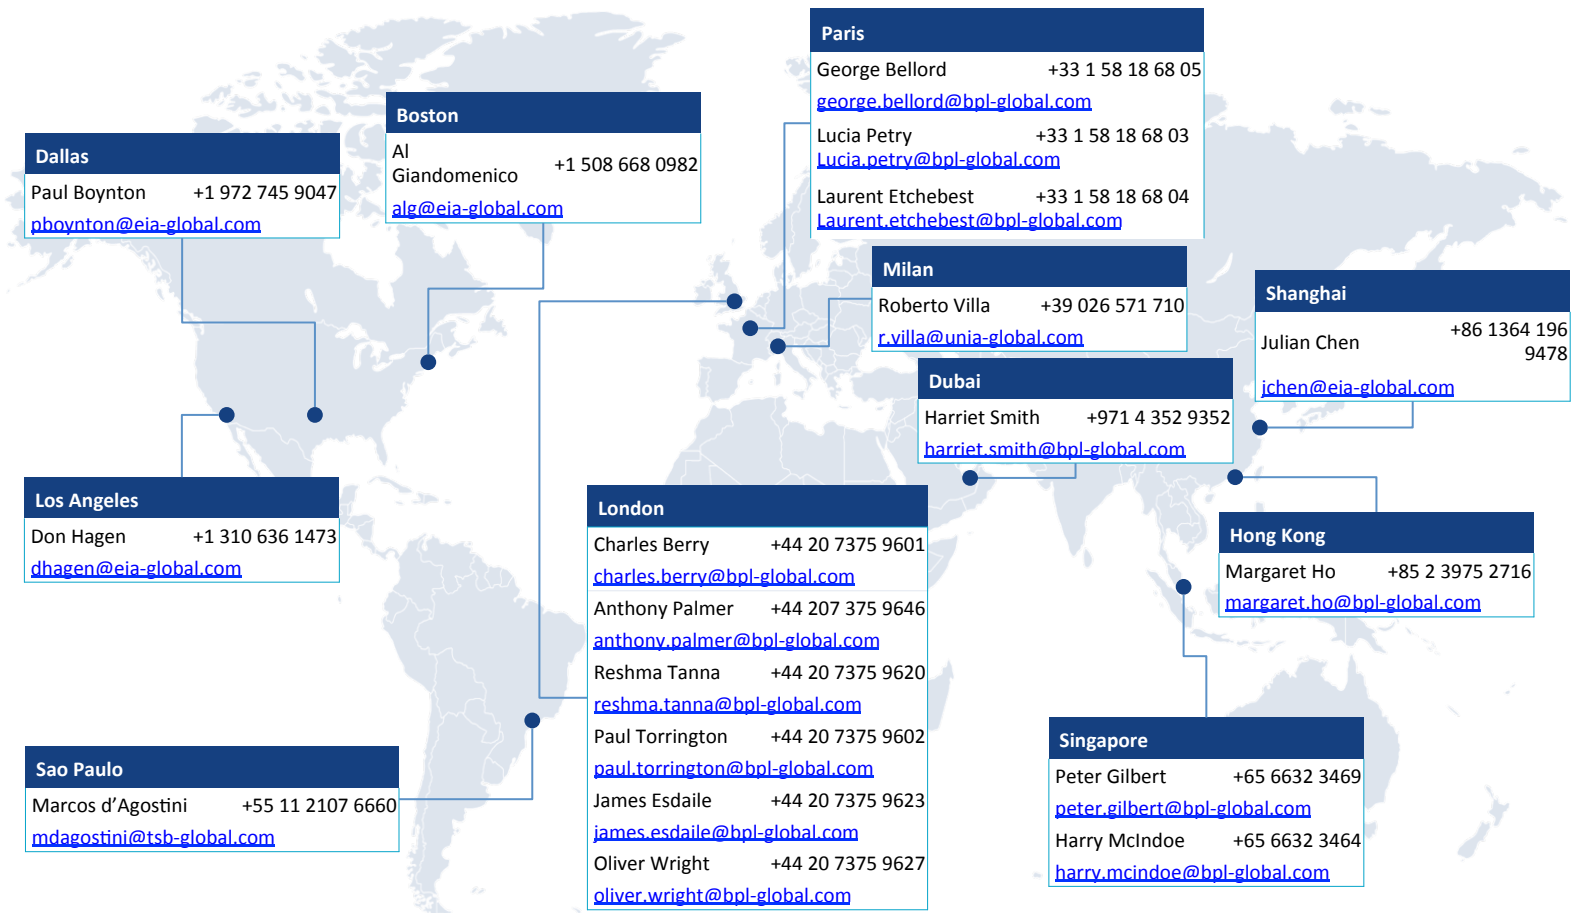 Paris
George Bellord +33 1 58 18 68 05
george.bellord@bpl-global.com
Lucia Petry +33 1 58 18 68 03
Lucia.petry@bpl-global.com
Laurent Etchebest +33 1 58 18 68 04
Laurent.etchebest@bpl-global.com
Boston
Al
Giandomenico +1 508 668 0982
alg@eia-global.com
Dallas
Paul Boynton +1 972 745 9047
pboynton@eia-global.com
Milan
Roberto Villa +39 026 571 710
r.villa@unia-global.com
Shanghai
Julian Chen +86 1364 196
9478
jchen@eia-global.com
Dubai
Harriet Smith +971 4 352 9352
harriet.smith@bpl-global.com
Los Angeles
Don Hagen +1 310 636 1473
dhagen@eia-global.com
London
Charles Berry +44 20 7375 9601
charles.berry@bpl-global.com
Anthony Palmer +44 207 375 9646
anthony.palmer@bpl-global.com
Reshma Tanna +44 20 7375 9620
reshma.tanna@bpl-global.com
Paul Torrington +44 20 7375 9602
paul.torrington@bpl-global.com
James Esdaile +44 20 7375 9623
james.esdaile@bpl-global.com
Oliver Wright +44 20 7375 9627
oliver.wright@bpl-global.com
Hong Kong
Margaret Ho +85 2 3975 2716
margaret.ho@bpl-global.com
Sao Paulo
Marcos d’Agostini +55 11 2107 6660
mdagostini@tsb-global.com
Singapore
Peter Gilbert +65 6632 3469
peter.gilbert@bpl-global.com
Harry McIndoe +65 6632 3464
harry.mcindoe@bpl-global.com